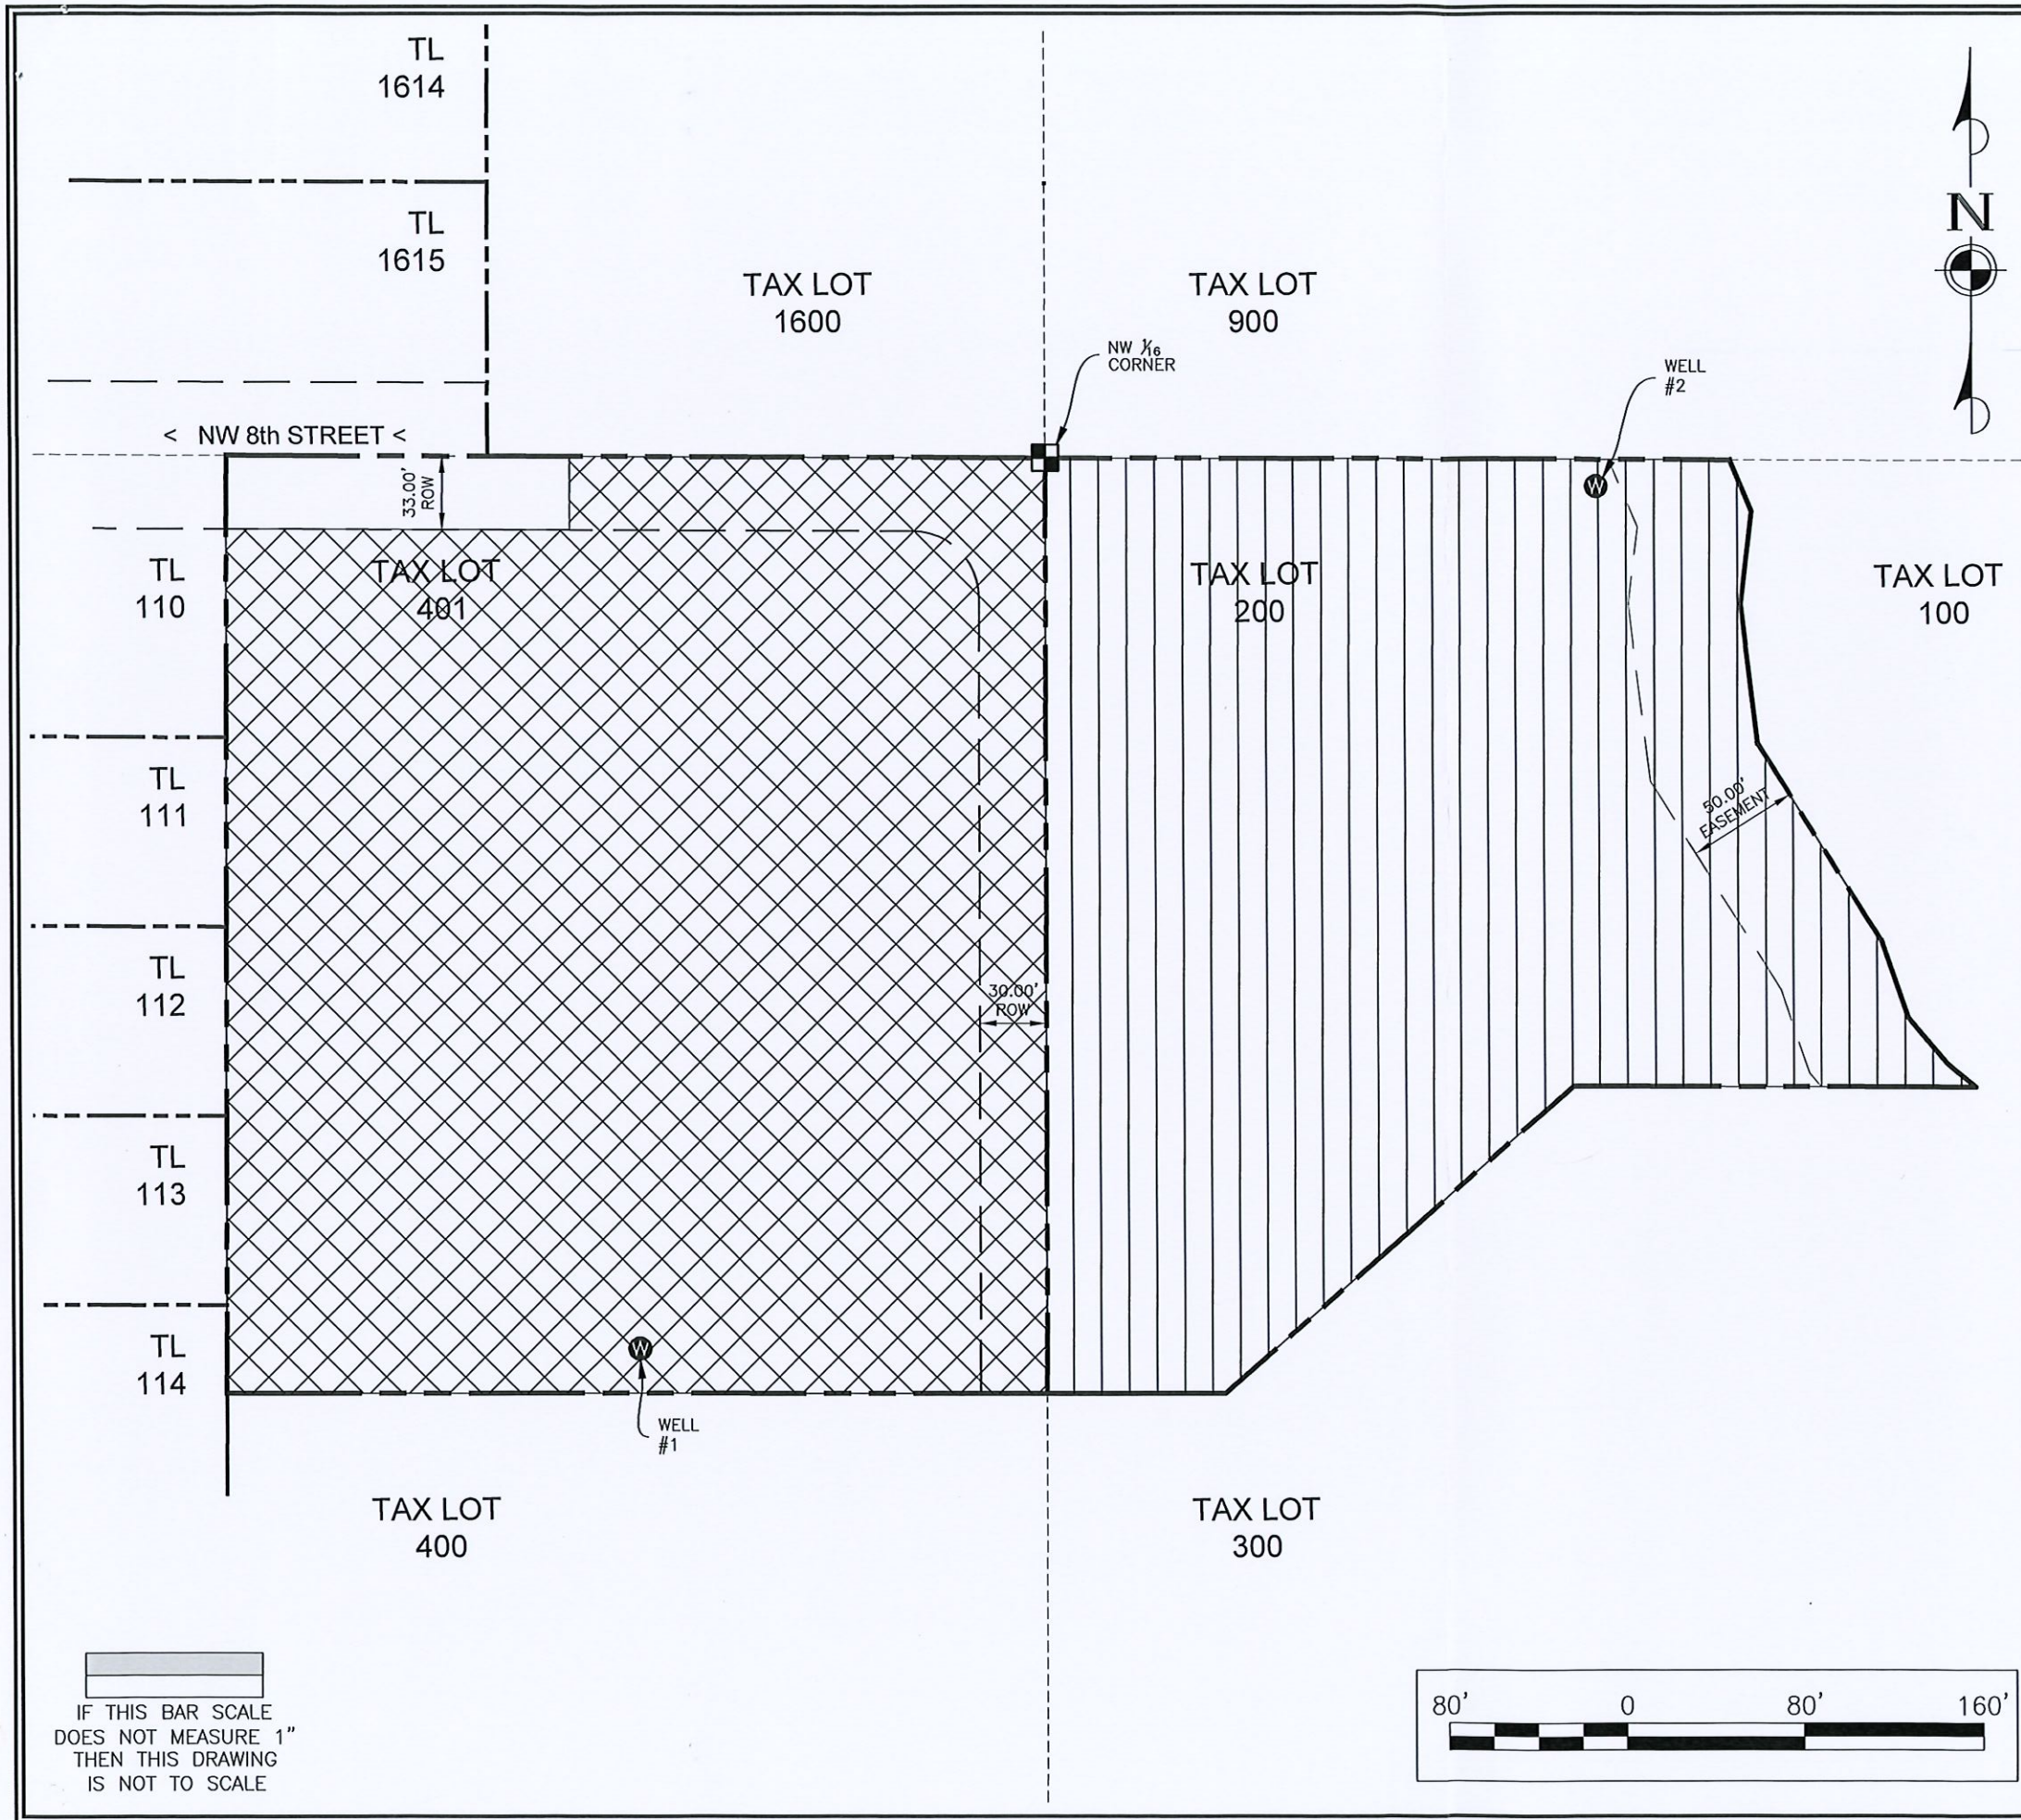 TL
1614
TL
1615
TAX LOT
1600
TAX LOT
900
N
NW 1/16
CORNER
WELL
#2
< NW 8th STREET <
33.00'
ROW
W
TL
110
TAX LOT
401
TAX LOT
200
TAX LOT
100
TL
111
50.00'
EASEMENT
TL
112
30.00'
ROW
TL
113
TL
114
W
WELL
#1
TAX LOT
400
TAX LOT
300
IF THIS BAR SCALE
DOES NOT MEASURE 1"
THEN THIS DRAWING
IS NOT TO SCALE
80' 0 80' 160'